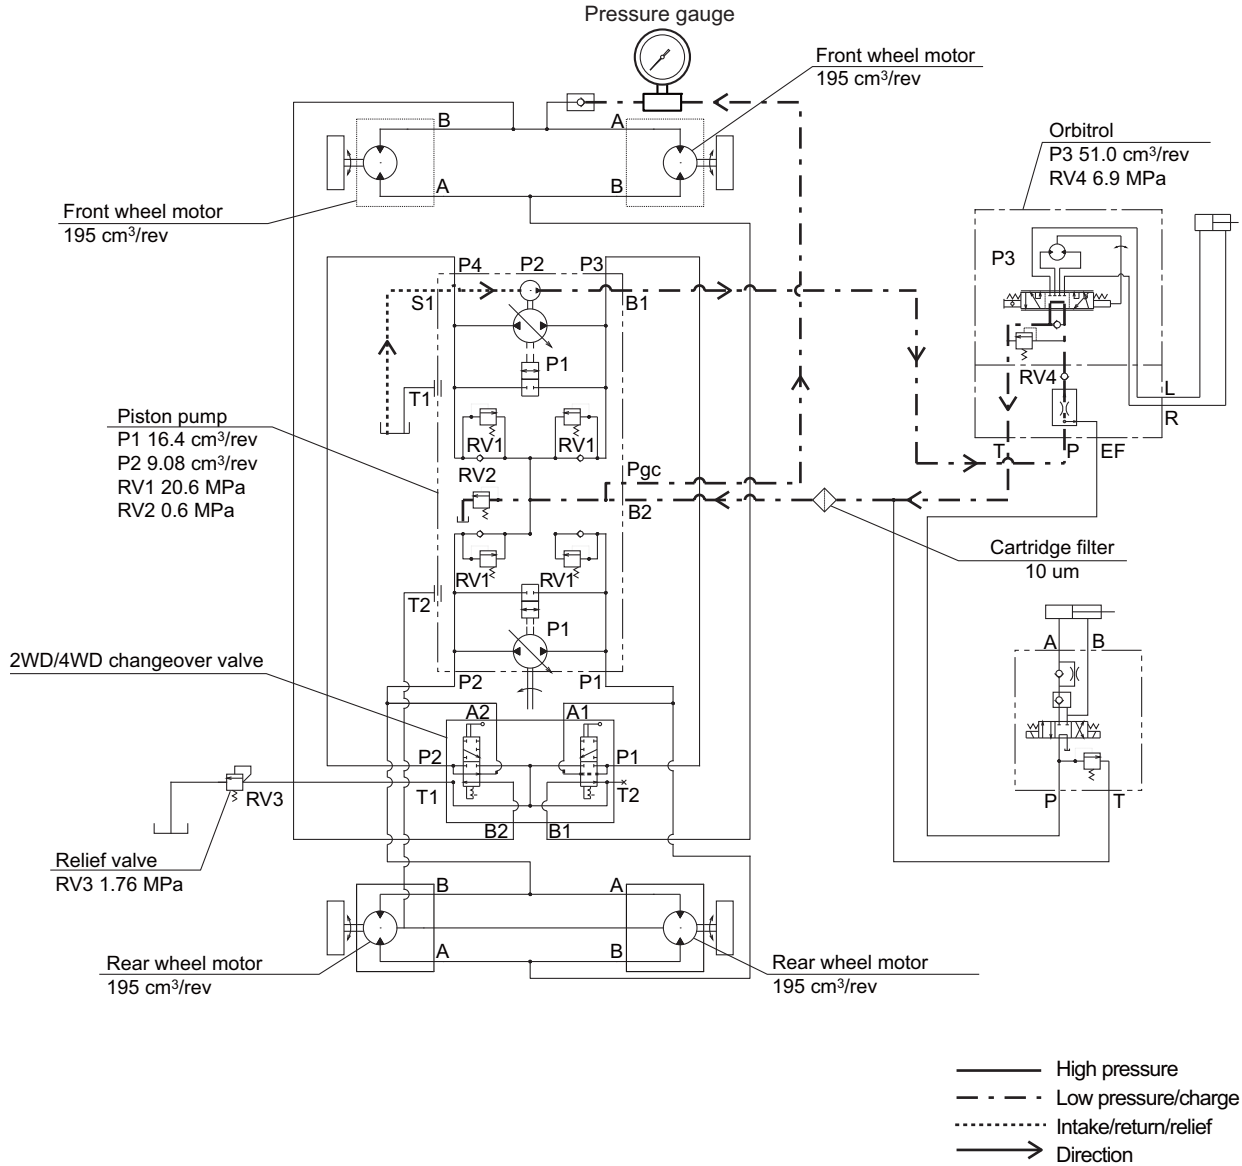 Pressure gauge
Front wheel motor
195 cm³/rev
B
A
A
B
Front wheel motor
195 cm³/rev
Orbitrol
P3 51.0 cm³/rev
RV4 6.9 MPa
P3
RV4
L
R
T
P
EF
P4
P2
P3
S1
B1
P1
T1
RV1
RV1
RV2
Pgc
B2
Piston pump
P1 16.4 cm³/rev
P2 9.08 cm³/rev
RV1 20.6 MPa
RV2 0.6 MPa
Cartridge filter
10 um
RV1
RV1
T2
P1
P2
P1
2WD/4WD changeover valve
A2
A1
P2
P1
T1
T2
B2
B1
RV3
Relief valve
RV3 1.76 MPa
A
B
P
T
B
A
A
B
Rear wheel motor
195 cm³/rev
Rear wheel motor
195 cm³/rev
High pressure
Low pressure/charge
Intake/return/relief
Direction